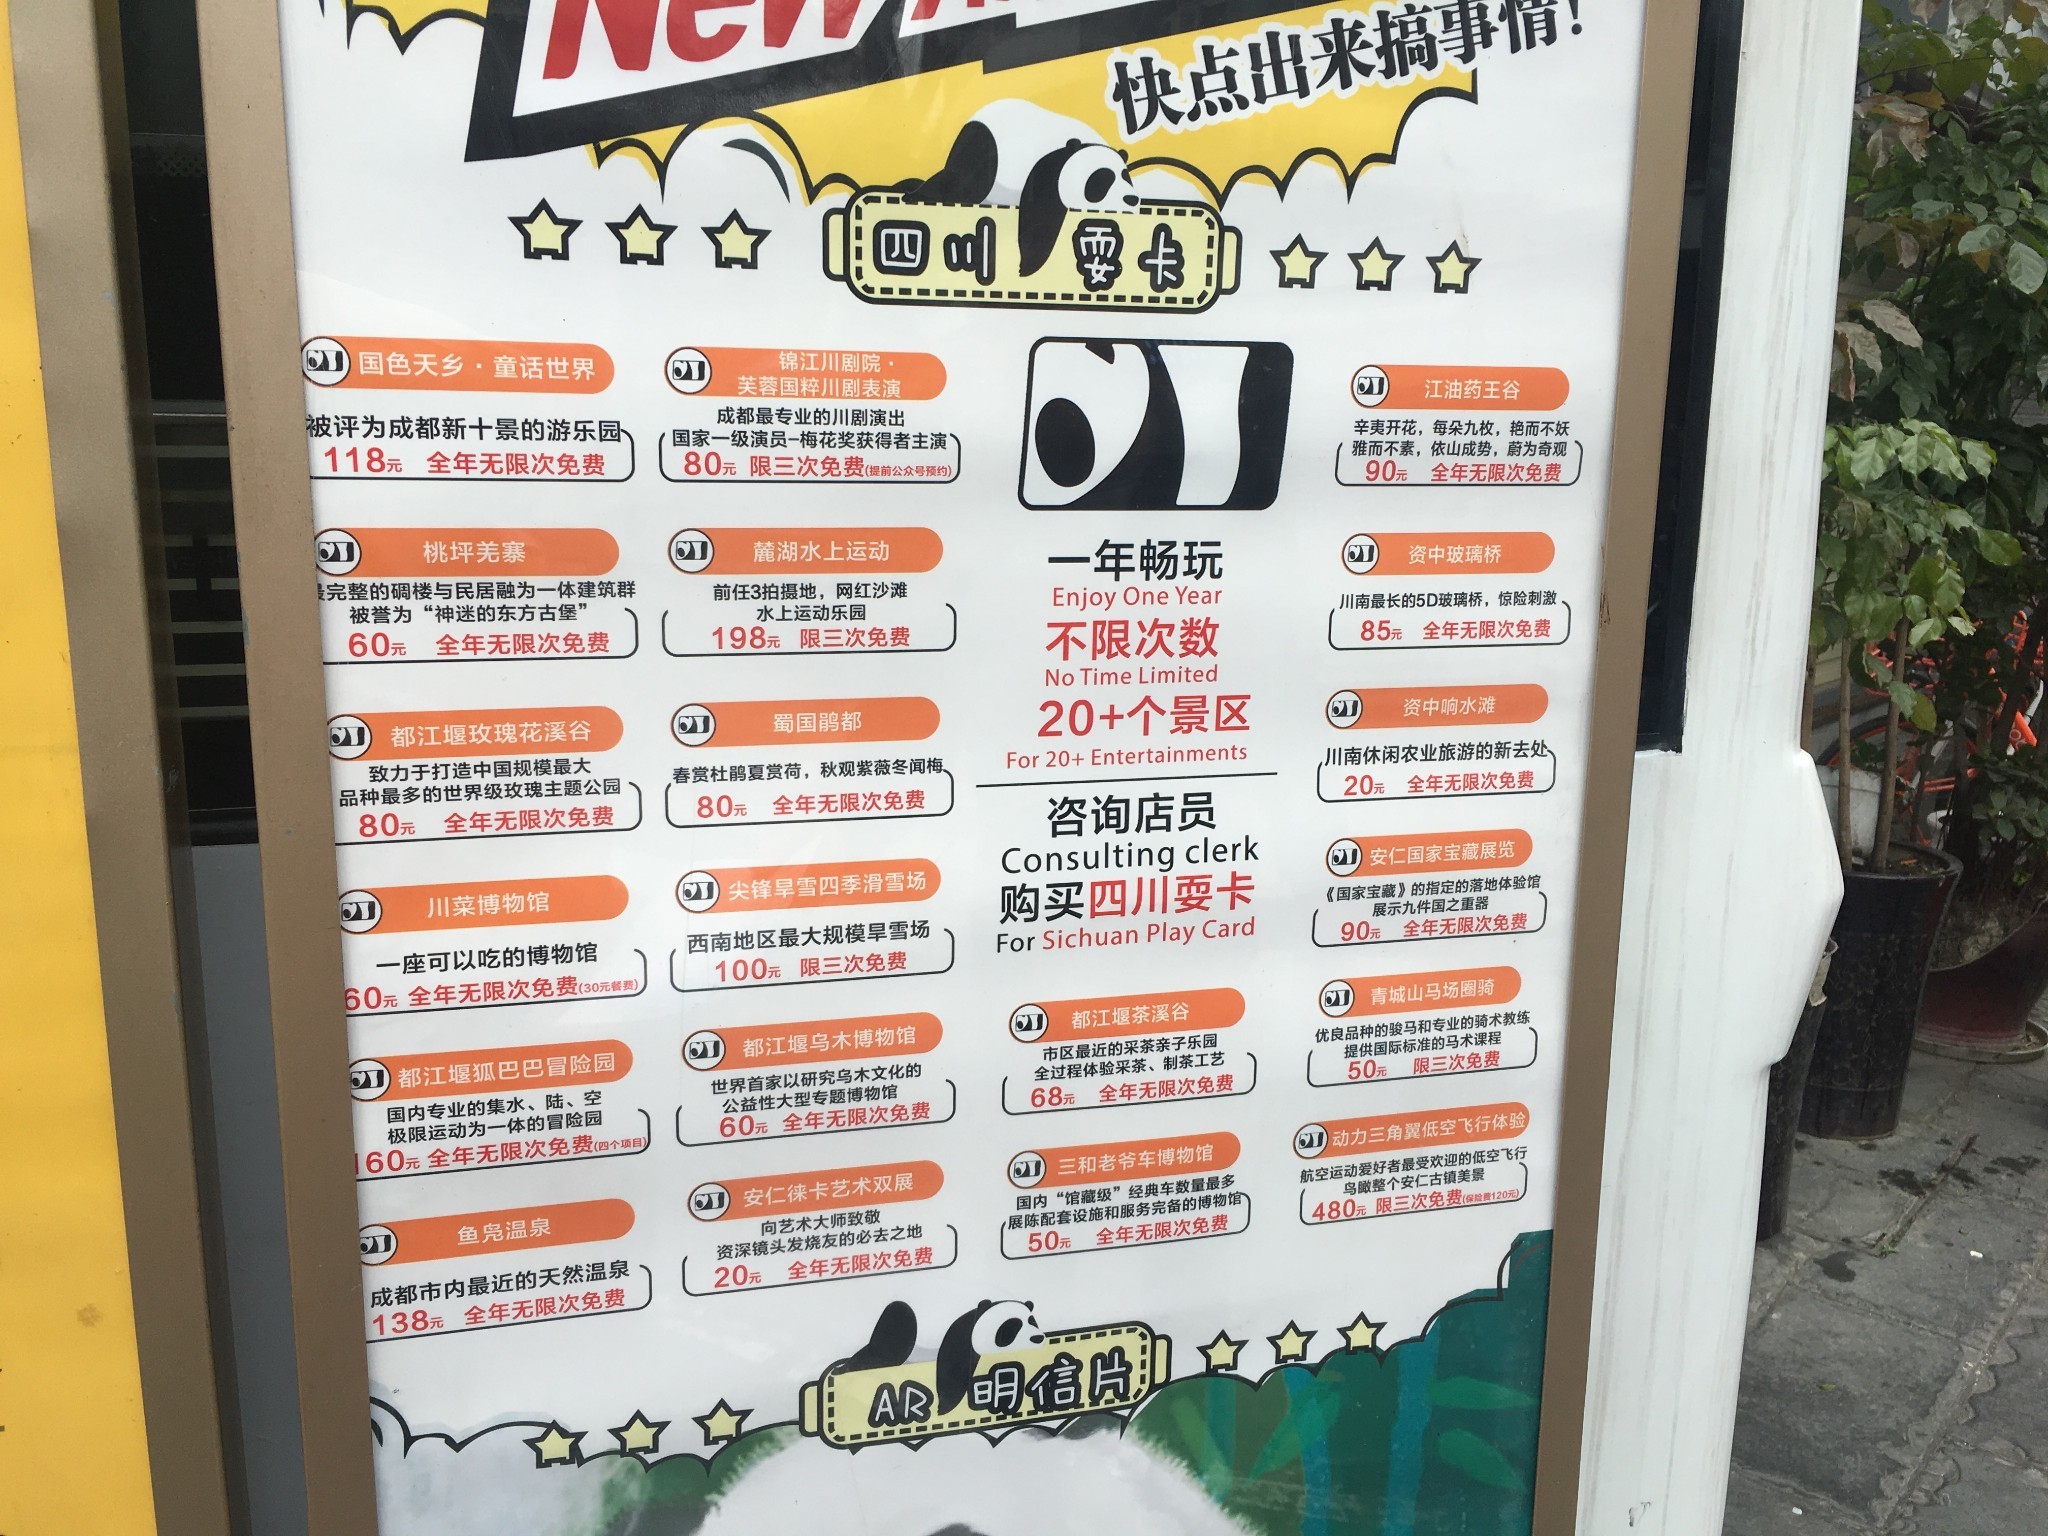 New
快点出来搞事情!
四川耍卡
国色天乡·童话世界
被评为成都新十景的游乐园
118元 全年无限次免费
桃坪羌寨
最完整的碉楼与民居融为一体建筑群
被誉为“神迷的东方古堡”
60元 全年无限次免费
都江堰玫瑰花溪谷
致力于打造中国规模最大
品种最多的世界级玫瑰主题公园
80元 全年无限次免费
川菜博物馆
一座可以吃的博物馆
60元 全年无限次免费(30元餐费)
都江堰狐巴巴冒险园
国内专业的集水、陆、空
极限运动为一体的冒险园
160元 全年无限次免费(四个项目)
鱼凫温泉
成都市内最近的天然温泉
138元 全年无限次免费
锦江川剧院·
芙蓉国粹川剧表演
成都最专业的川剧演出
国家一级演员-梅花奖获得者主演
80元 限三次免费(提前公众号预约)
麓湖水上运动
前任3拍摄地，网红沙滩
水上运动乐园
198元 限三次免费
蜀国鹃都
春赏杜鹃夏赏荷，秋观紫薇冬闻梅
80元 全年无限次免费
尖锋旱雪四季滑雪场
西南地区最大规模旱雪场
100元 限三次免费
都江堰乌木博物馆
世界首家以研究乌木文化的
公益性大型专题博物馆
60元 全年无限次免费
安仁徕卡艺术双展
向艺术大师致敬
资深镜头发烧友的必去之地
20元 全年无限次免费
一年畅玩
Enjoy One Year
不限次数
No Time Limited
20+个景区
For 20+ Entertainments
咨询店员
Consulting clerk
购买四川耍卡
For Sichuan Play Card
都江堰茶溪谷
市区最近的采茶亲子乐园
全过程体验采茶、制茶工艺
68元 全年无限次免费
三和老爷车博物馆
国内“馆藏级”经典车数量最多
展陈配套设施和服务完备的博物馆
50元 全年无限次免费
江油药王谷
辛夷开花，每朵九枚，艳而不妖
雅而不素，依山成势，蔚为奇观
90元 全年无限次免费
资中玻璃桥
川南最长的5D玻璃桥，惊险刺激
85元 全年无限次免费
资中响水滩
川南休闲农业旅游的新去处
20元 全年无限次免费
安仁国家宝藏展览
《国家宝藏》的指定的落地体验馆
展示九件国之重器
90元 全年无限次免费
青城山马场圈骑
优良品种的骏马和专业的骑术教练
提供国际标准的马术课程
50元 限三次免费
动力三角翼低空飞行体验
航空运动爱好者最受欢迎的低空飞行
鸟瞰整个安仁古镇美景
480元 限三次免费(保险费120元)
AR明信片